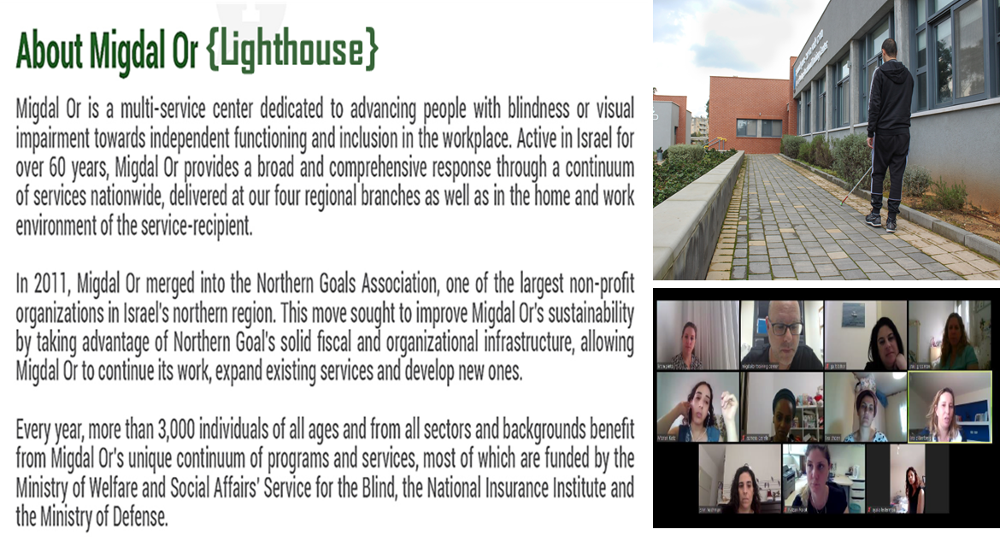 About Migdal Or {Lighthouse}
Migdal Or is a multi-service center dedicated to advancing people with blindness or visual
impairment towards independent functioning and inclusion in the workplace. Active in Israel for
over 60 years, Migdal Or provides a broad and comprehensive response through a continuum
of services nationwide, delivered at our four regional branches as well as in the home and work
environment of the service-recipient.
In 2011, Migdal Or merged into the Northern Goals Association, one of the largest non-profit
organizations in Israel's northern region. This move sought to improve Migdal Or's sustainability
by taking advantage of Northern Goal's solid fiscal and organizational infrastructure, allowing
Migdal Or to continue its work, expand existing services and develop new ones.
Every year, more than 3,000 individuals of all ages and from all sectors and backgrounds benefit
from Migdal Or's unique continuum of programs and services, most of which are funded by the
Ministry of Welfare and Social Affairs' Service for the Blind, the National Insurance Institute and
the Ministry of Defense.